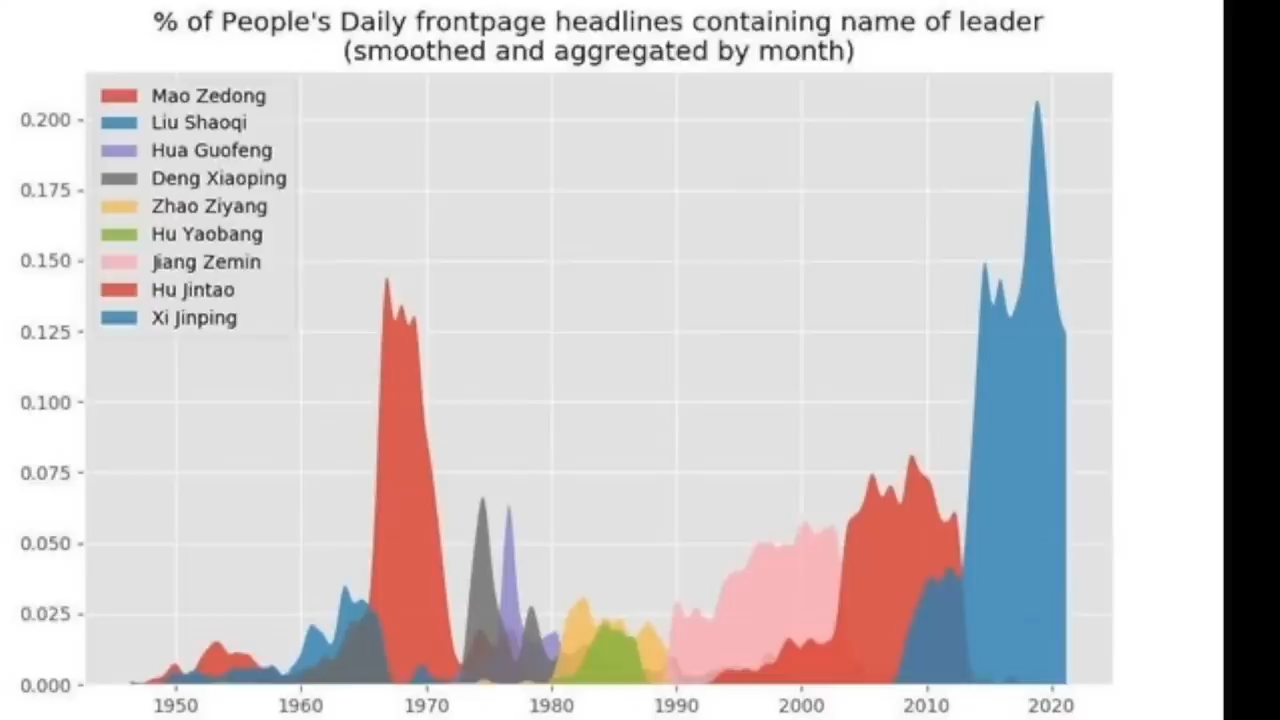 % of People's Daily frontpage headlines containing name of leader
(smoothed and aggregated by month)
Mao Zedong
Liu Shaoqi
Hua Guofeng
Deng Xiaoping
Zhao Ziyang
Hu Yaobang
Jiang Zemin
Hu Jintao
Xi Jinping
0.200
0.175
0.150
0.125
0.100
0.075
0.050
0.025
0.000
1950 1960 1970 1980 1990 2000 2010 2020